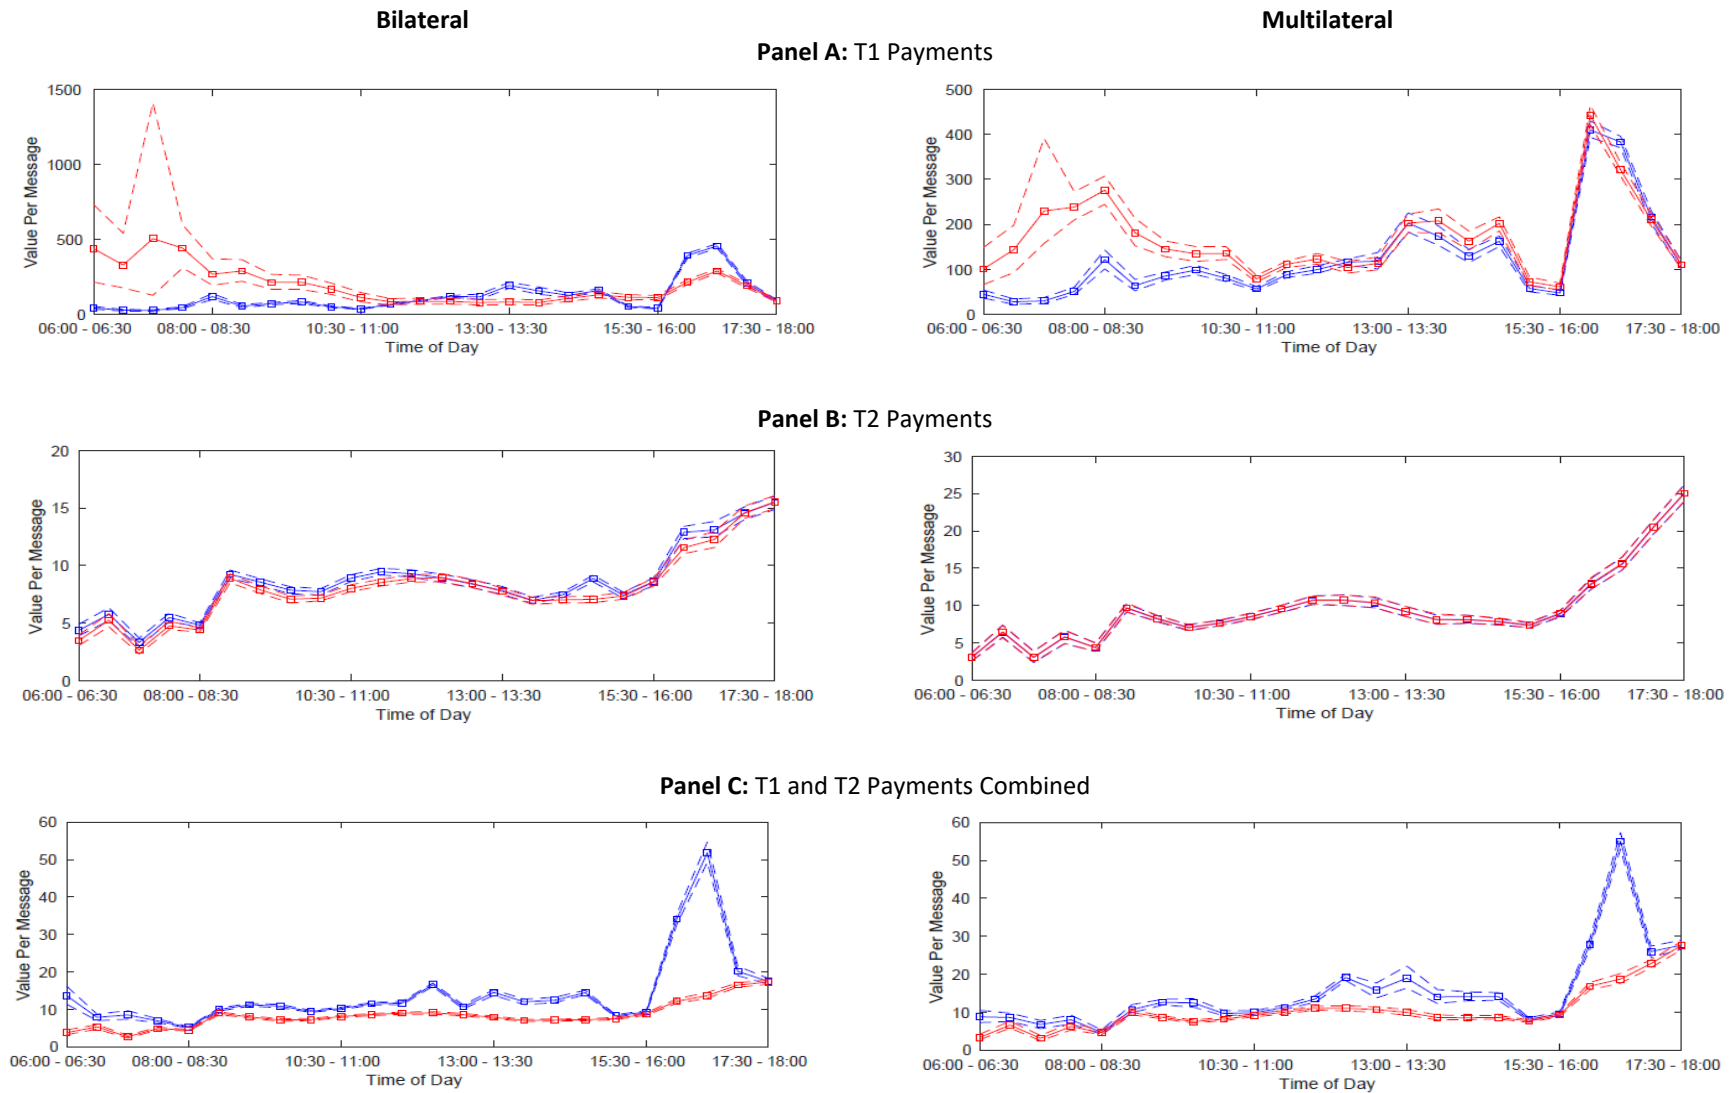 Bilateral
Multilateral
Panel A: T1 Payments
1500
1000
500
0
Value Per Message
06:00 - 06:30 08:00 - 08:30 10:30 - 11:00 13:00 - 13:30 15:30 - 16:00 17:30 - 18:00
Time of Day
500
400
300
200
100
0
Value Per Message
06:00 - 06:30 08:00 - 08:30 10:30 - 11:00 13:00 - 13:30 15:30 - 16:00 17:30 - 18:00
Time of Day
Panel B: T2 Payments
20
15
10
5
0
Value Per Message
06:00 - 06:30 08:00 - 08:30 10:30 - 11:00 13:00 - 13:30 15:30 - 16:00 17:30 - 18:00
Time of Day
30
25
20
15
10
5
0
Value Per Message
06:00 - 06:30 08:00 - 08:30 10:30 - 11:00 13:00 - 13:30 15:30 - 16:00 17:30 - 18:00
Time of Day
Panel C: T1 and T2 Payments Combined
60
50
40
30
20
10
0
Value Per Message
06:00 - 06:30 08:00 - 08:30 10:30 - 11:00 13:00 - 13:30 15:30 - 16:00 17:30 - 18:00
Time of Day
60
50
40
30
20
10
0
Value Per Message
06:00 - 06:30 08:00 - 08:30 10:30 - 11:00 13:00 - 13:30 15:30 - 16:00 17:30 - 18:00
Time of Day